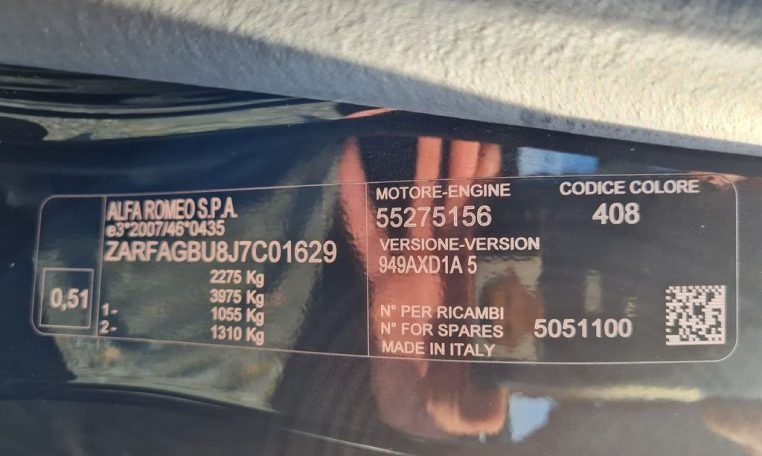 ALFA ROMEO S.P.A.
e3*2007/46*0435
ZARFAGBU8J7C01629
2275 Kg
3975 Kg
1- 1055 Kg
2- 1310 Kg
0,51
MOTORE-ENGINE
55275156
VERSIONE-VERSION
949AXD1A 5
CODICE COLORE
408
N° PER RICAMBI
N° FOR SPARES 5051100
MADE IN ITALY